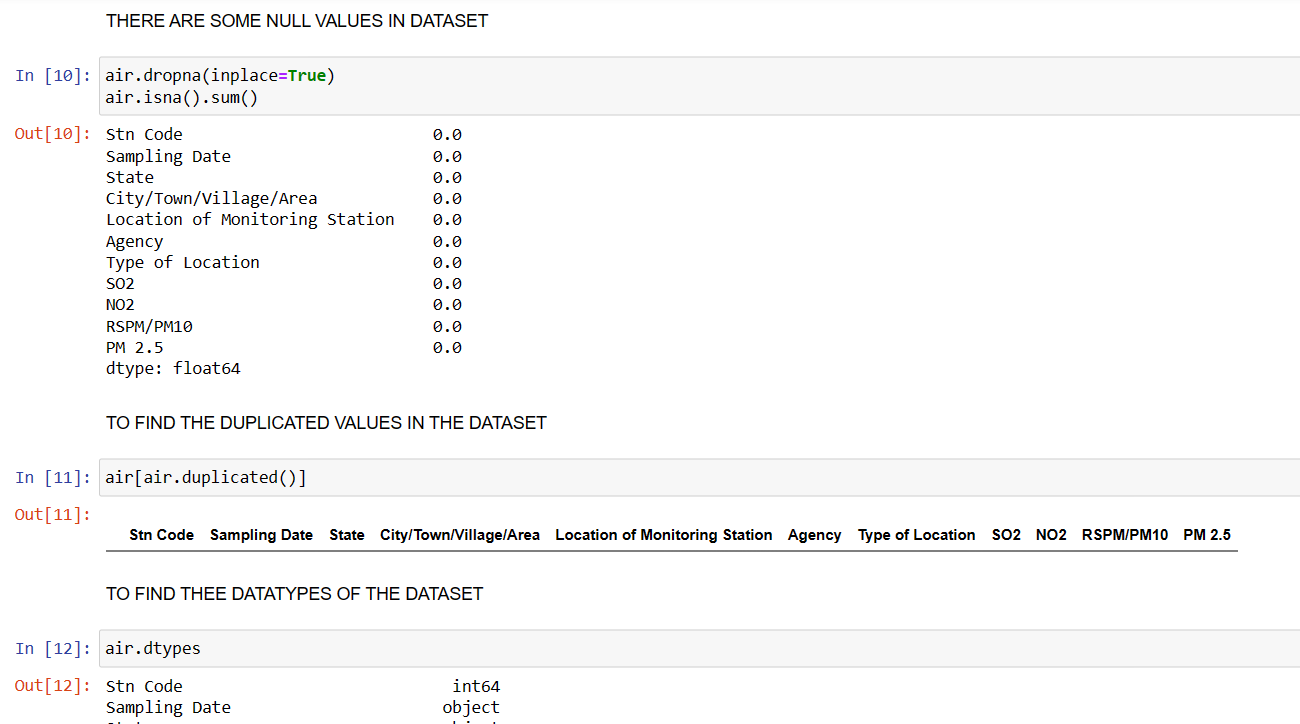 THERE ARE SOME NULL VALUES IN DATASET
In [10]: air.dropna(inplace=True)
air.isna().sum()
Out[10]: Stn Code 0.0
Sampling Date 0.0
State 0.0
City/Town/Village/Area 0.0
Location of Monitoring Station 0.0
Agency 0.0
Type of Location 0.0
SO2 0.0
NO2 0.0
RSPM/PM10 0.0
PM 2.5 0.0
dtype: float64
TO FIND THE DUPLICATED VALUES IN THE DATASET
In [11]: air[air.duplicated()]
Out[11]:
Stn Code Sampling Date State City/Town/Village/Area Location of Monitoring Station Agency Type of Location SO2 NO2 RSPM/PM10 PM 2.5
TO FIND THEE DATATYPES OF THE DATASET
In [12]: air.dtypes
Out[12]: Stn Code int64
Sampling Date object